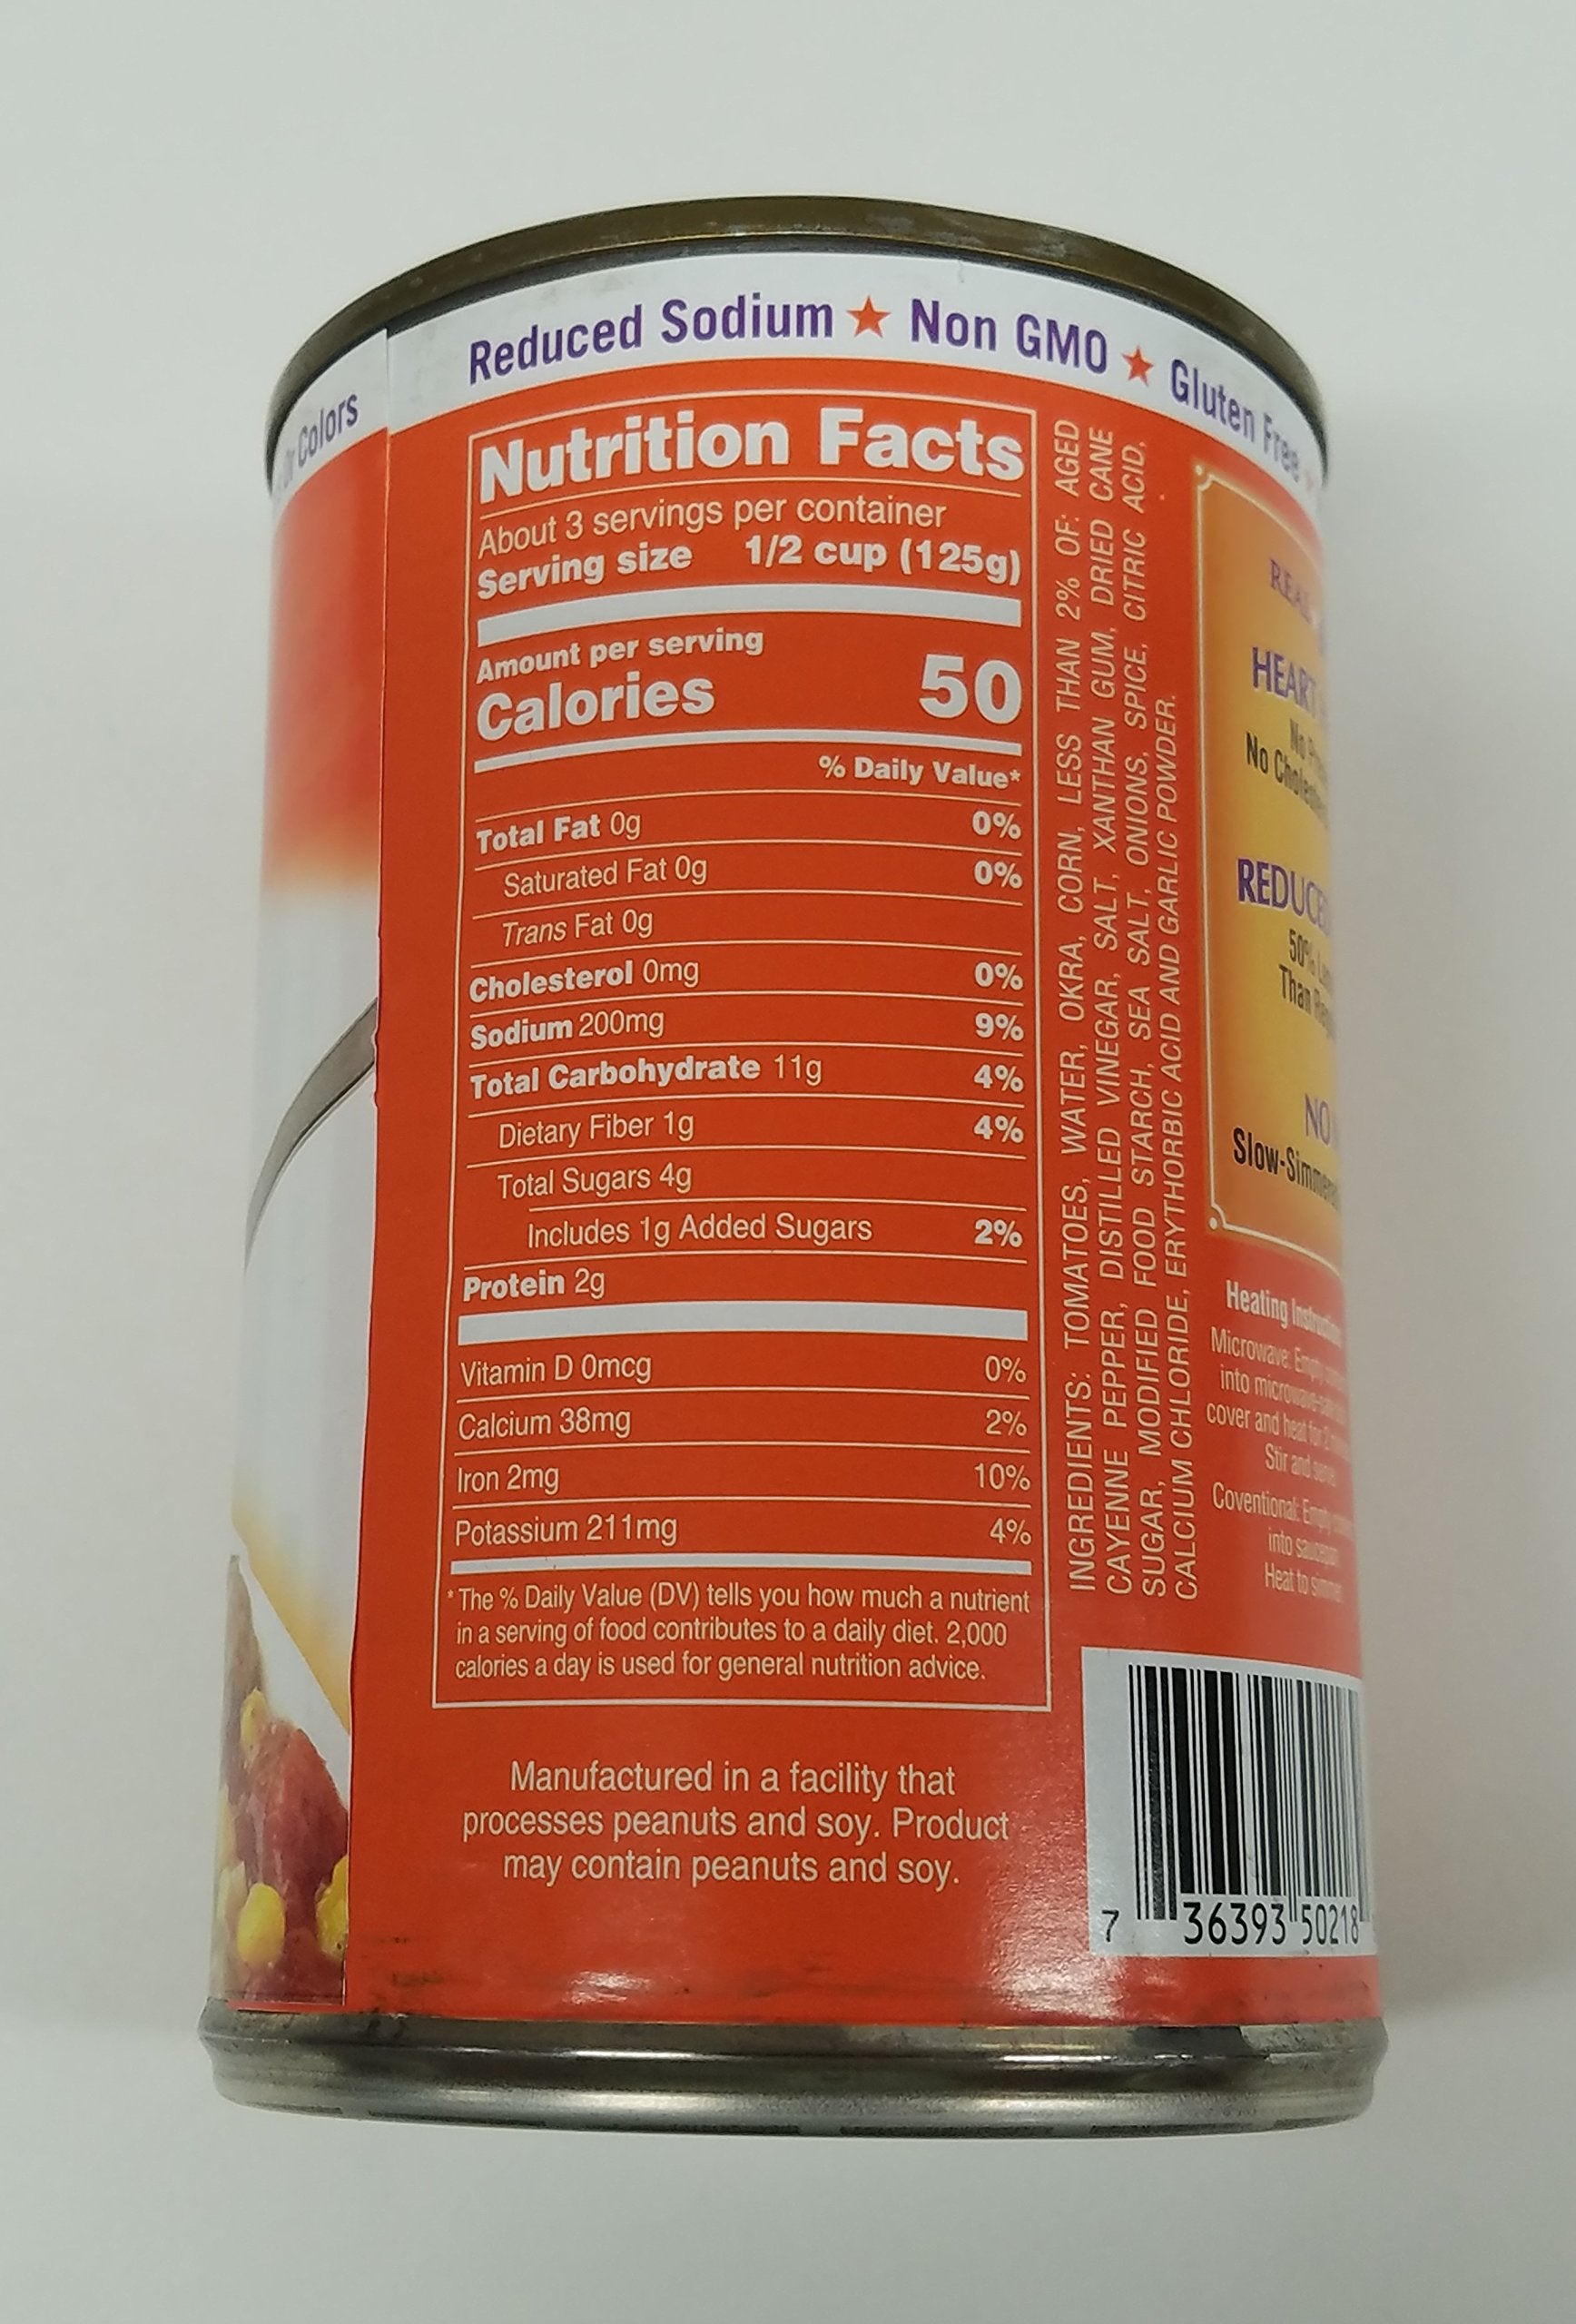 Colors
Reduced Sodium ★ Non GMO ★ Gluten Free
Nutrition Facts
About 3 servings per container
Serving size 1/2 cup (125g)
Amount per serving
Calories 50
% Daily Value*
Total Fat 0g 0%
Saturated Fat 0g 0%
Trans Fat 0g
Cholesterol 0mg 0%
Sodium 200mg 9%
Total Carbohydrate 11g 4%
Dietary Fiber 1g 4%
Total Sugars 4g
Includes 1g Added Sugars 2%
Protein 2g
Vitamin D 0mcg 0%
Calcium 38mg 2%
Iron 2mg 10%
Potassium 211mg 4%
* The % Daily Value (DV) tells you how much a nutrient
in a serving of food contributes to a daily diet. 2,000
calories a day is used for general nutrition advice.
Manufactured in a facility that
processes peanuts and soy. Product
may contain peanuts and soy.
INGREDIENTS: TOMATOES, WATER, OKRA, CORN, LESS THAN 2% OF: AGED
CAYENNE PEPPER, DISTILLED VINEGAR, SALT, XANTHAN GUM, DRIED CANE
SUGAR, MODIFIED FOOD STARCH, SEA SALT, ONIONS, SPICE, CITRIC ACID,
CALCIUM CHLORIDE, ERYTHORBIC ACID AND GARLIC POWDER.
REAL
HEART
No
No
REDUCED
50%
Than
NO
Slow-Simmered
Heating Instructions
Microwave: Empty
into
cover and heat for 2
Stir and serve
Coventional: Empty
into saucepan
Heat to simmer
7 36393 50218